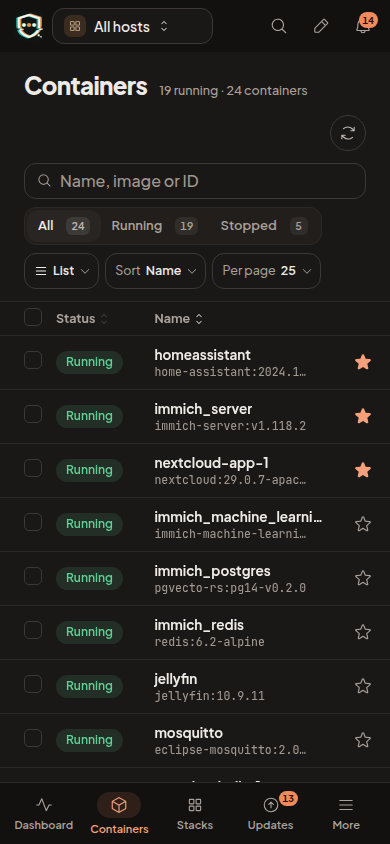 All hosts
14
Containers 19 running · 24 containers
Name, image or ID
All 24 Running 19 Stopped 5
List Sort Name Per page 25
Status Name
Running homeassistant
home-assistant:2024.1…
Running immich_server
immich-server:v1.118.2
Running nextcloud-app-1
nextcloud:29.0.7-apac…
Running immich_machine_learni…
immich-machine-learni…
Running immich_postgres
pgvecto-rs:pg14-v0.2.0
Running immich_redis
redis:6.2-alpine
Running jellyfin
jellyfin:10.9.11
Running mosquitto
eclipse-mosquitto:2.0…
13
Dashboard Containers Stacks Updates More